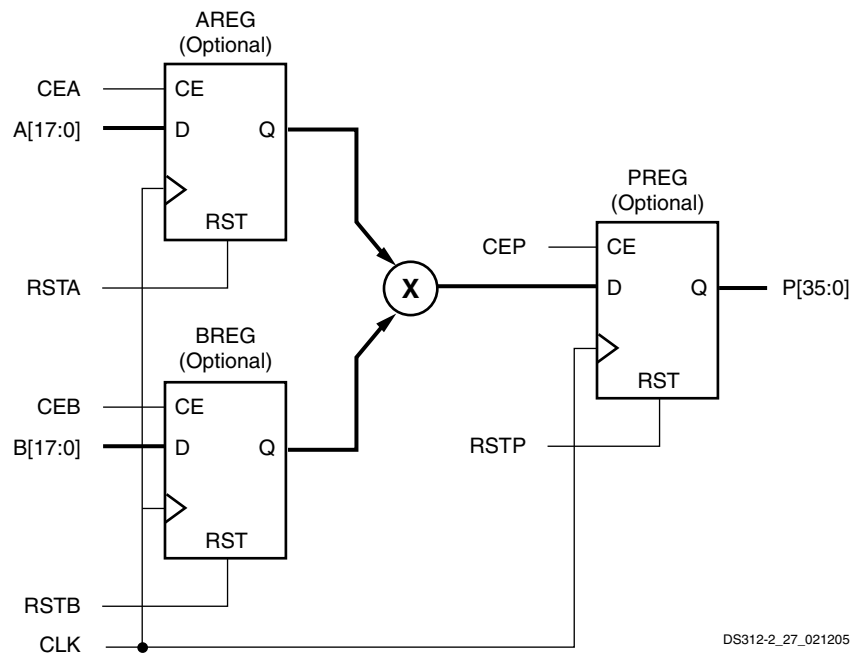 AREG
(Optional)
CEA
CE
A[17:0]
D
Q
RST
RSTA
X
PREG
(Optional)
CEP
CE
D
Q
P[35:0]
RST
RSTP
BREG
(Optional)
CEB
CE
B[17:0]
D
Q
RST
RSTB
CLK
DS312-2_27_021205